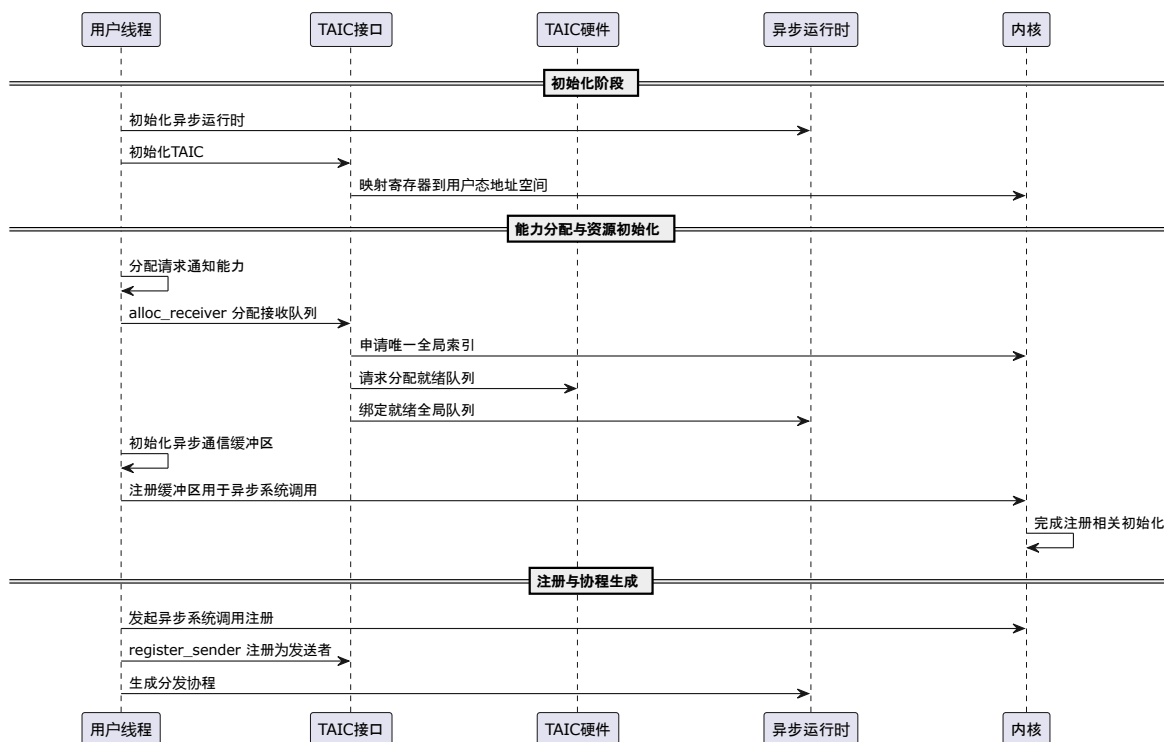 用户线程
TAIC接口
TAIC硬件
异步运行时
内核
初始化阶段
初始化异步运行时
初始化TAIC
映射寄存器到用户态地址空间
能力分配与资源初始化
分配请求通知能力
alloc_receiver 分配接收队列
申请唯一全局索引
请求分配就绪队列
绑定就绪全局队列
初始化异步通信缓冲区
注册缓冲区用于异步系统调用
完成注册相关初始化
注册与协程生成
发起异步系统调用注册
register_sender 注册为发送者
生成分发协程
用户线程
TAIC接口
TAIC硬件
异步运行时
内核